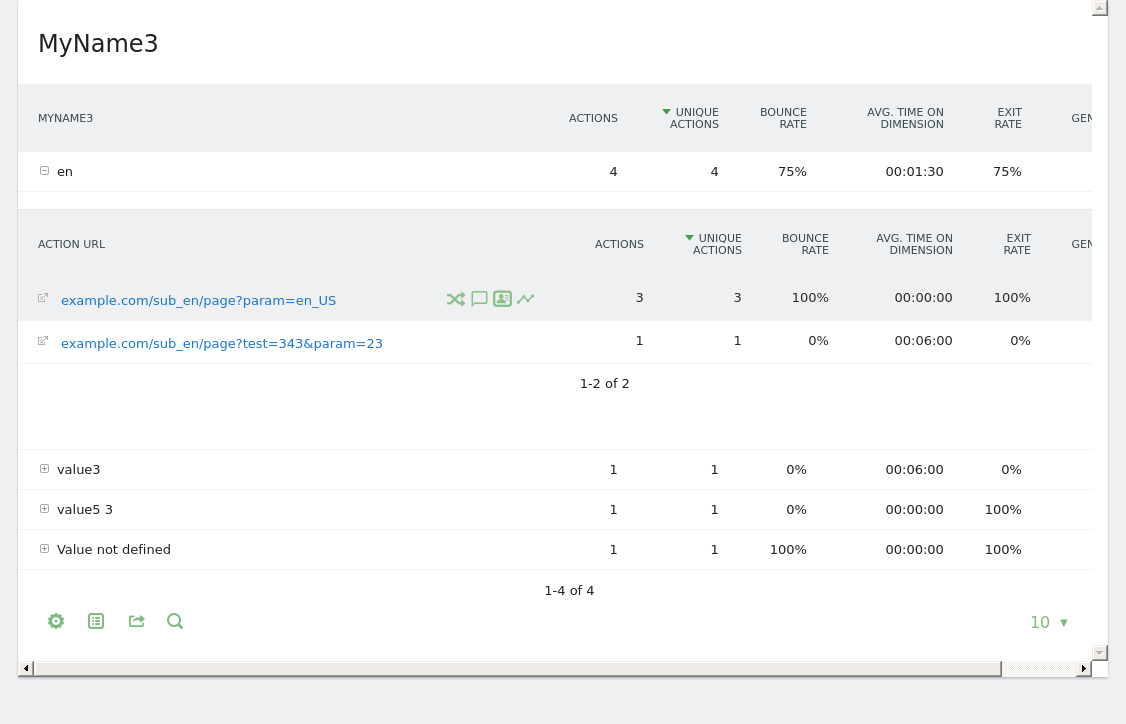 MyName3
MYNAME3 ACTIONS UNIQUE ACTIONS BOUNCE RATE AVG. TIME ON DIMENSION EXIT RATE GEN
en 4 4 75% 00:01:30 75%
ACTION URL ACTIONS UNIQUE ACTIONS BOUNCE RATE AVG. TIME ON DIMENSION EXIT RATE GEN
example.com/sub_en/page?param=en_US 3 3 100% 00:00:00 100%
example.com/sub_en/page?test=343&param=23 1 1 0% 00:06:00 0%
1-2 of 2
value3 1 1 0% 00:06:00 0%
value5 3 1 1 0% 00:00:00 100%
Value not defined 1 1 100% 00:00:00 100%
1-4 of 4
10